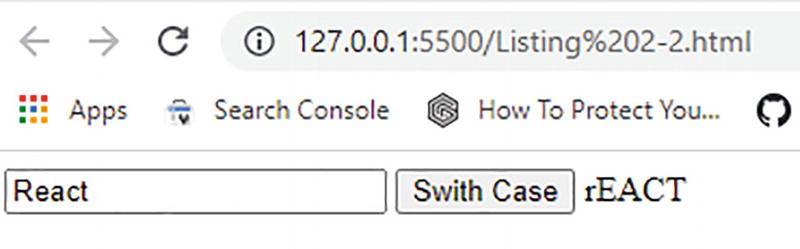 127.0.0.1:5500/Listing%202-2.html
Apps Search Console How To Protect You...
React Swith Case rEACT